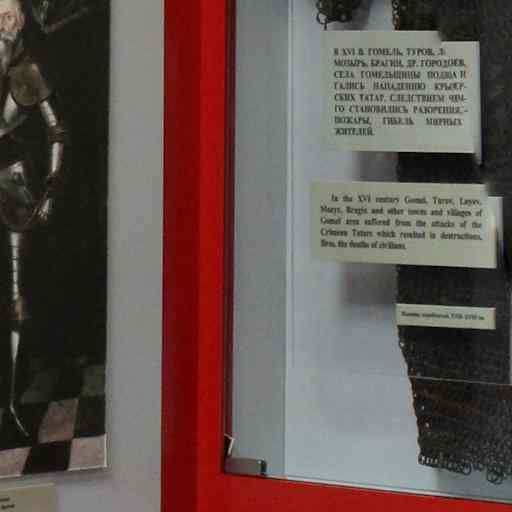 В XVI В. ГОМЕЛЬ, ТУРОВ,
МОЗЫРЬ, БРАГИН, ДР. ГОРОДОВ,
СЕЛА ГОМЕЛЬЩИНЫ
ГАЛИСЬ НАПАДЕНИЮ
СКИХ ТАТАР, СЛЕДСТВИЕМ ЧЕ-
ГО СТАНОВИЛИСЬ РАЗОРЕНИЯ,
ПОЖАРЫ, ГИБЕЛЬ МИРНЫХ
ЖИТЕЛЕЙ.
In the XVI century Gomel, Turov, Loyev,
Mozyr, Bragin and other towns and villages of
Gomel area suffered from the attacks of the
Crimean Tatars which resulted in destructions,
fires, the deaths of civilians.